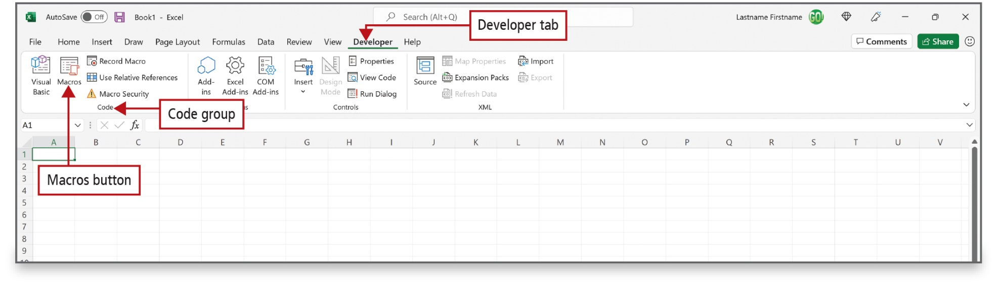 AutoSave Off Book1 - Excel Search (Alt+Q) Lastname Firstname GO
Developer tab
File Home Insert Draw Page Layout Formulas Data Review View Developer Help Comments Share
Visual Basic
Macros
Record Macro
Use Relative References
Macro Security
Code
Add-ins
Excel Add-ins
COM Add-ins
s
Insert
Design Mode
Properties
View Code
Run Dialog
Controls
Source
Map Properties
Expansion Packs
Refresh Data
Import
Export
XML
Code group
A1 fx
A B C D E F G H I J K L M N O P Q R S T U V
1
2
3
4
5
6
7
8
9
Macros button